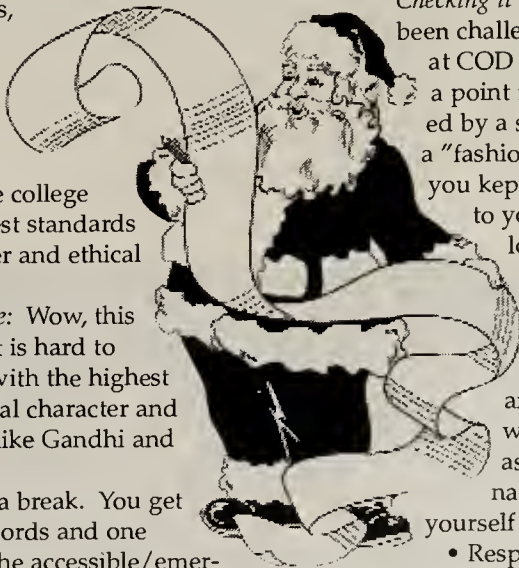 s,
e college
st standards
er and ethical
e: Wow, this
t is hard to
with the highest
al character and
like Gandhi and
a break. You get
ords and one
he accessible/emer-
Checking it
been challe
at COD
a point
ed by a s
a "fashio
you kep
to yo
lo
ar
w
as
na
yourself
• Resp